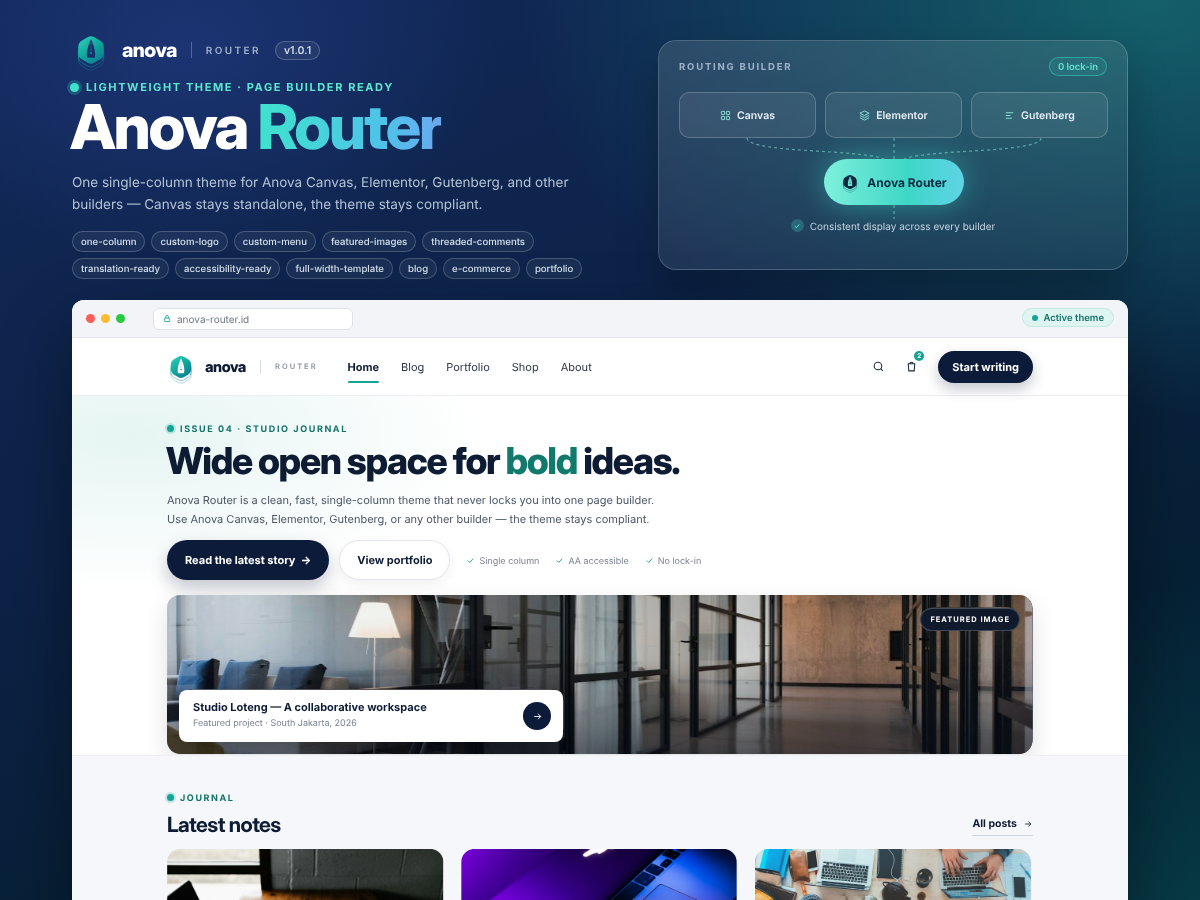 anova
ROUTER
v1.0.1
LIGHTWEIGHT THEME · PAGE BUILDER READY
Anova Router
One single-column theme for Anova Canvas, Elementor, Gutenberg, and other
builders — Canvas stays standalone, the theme stays compliant.
one-column custom-logo custom-menu featured-images threaded-comments
translation-ready accessibility-ready full-width-template blog e-commerce portfolio
ROUTING BUILDER
0 lock-in
Canvas Elementor Gutenberg
Anova Router
Consistent display across every builder
anova-router.id
Active theme
anova ROUTER Home Blog Portfolio Shop About
2
Start writing
ISSUE 04 · STUDIO JOURNAL
Wide open space for bold ideas.
Anova Router is a clean, fast, single-column theme that never locks you into one page builder.
Use Anova Canvas, Elementor, Gutenberg, or any other builder — the theme stays compliant.
Read the latest story → View portfolio ✓ Single column ✓ AA accessible ✓ No lock-in
FEATURED IMAGE
Studio Loteng — A collaborative workspace
Featured project · South Jakarta, 2026
JOURNAL
Latest notes
All posts →